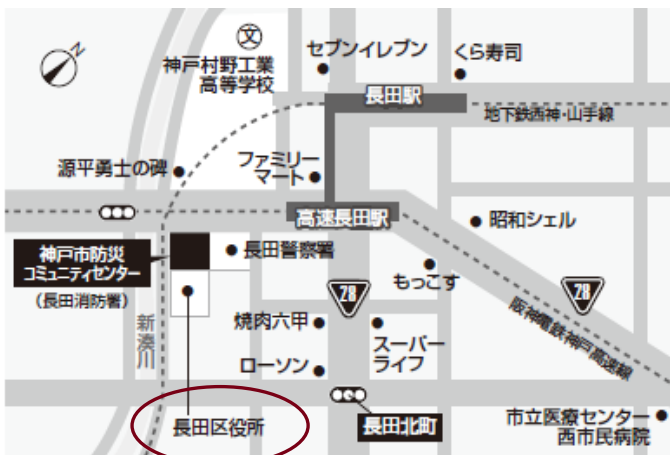 N
文
神戸村野工業
高等学校
セブンイレブン
くら寿司
長田駅
地下鉄西神・山手線
源平勇士の碑
ファミリー
マート
高速長田駅
昭和シェル
神戸市防災
コミュニティセンター
(長田消防署)
長田警察署
もっこす
28
28
新湊川
焼肉六甲
スーパー
ライフ
阪神電鉄神戸高速線
ローソン
長田区役所
長田北町
市立医療センター
西市民病院